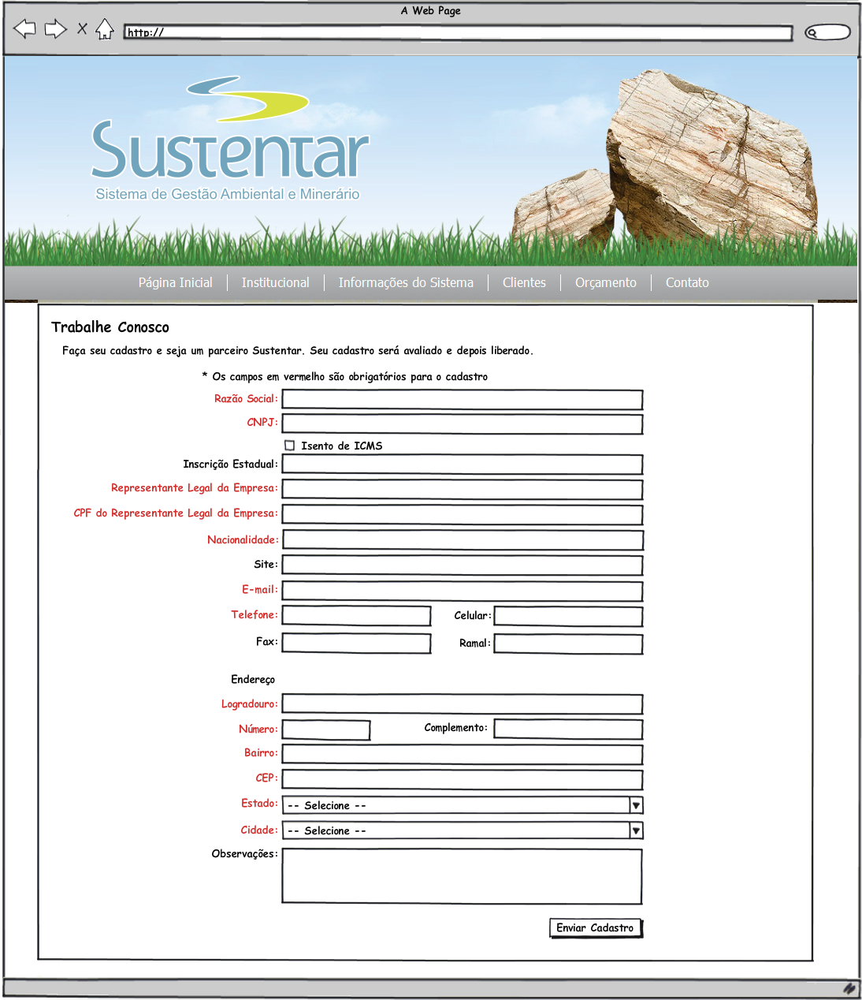 A Web Page
http://
Sustentar
Sistema de Gestão Ambiental e Minerário
Página Inicial Institucional Informações do Sistema Clientes Orçamento Contato
Trabalhe Conosco
Faça seu cadastro e seja um parceiro Sustentar. Seu cadastro será avaliado e depois liberado.
* Os campos em vermelho são obrigatórios para o cadastro
Razão Social:
CNPJ:
Isento de ICMS
Inscrição Estadual:
Representante Legal da Empresa:
CPF do Representante Legal da Empresa:
Nacionalidade:
Site:
E-mail:
Telefone: Celular:
Fax: Ramal:
Endereço
Logradouro:
Número: Complemento:
Bairro:
CEP:
Estado: -- Selecione --
Cidade: -- Selecione --
Observações:
Enviar Cadastro